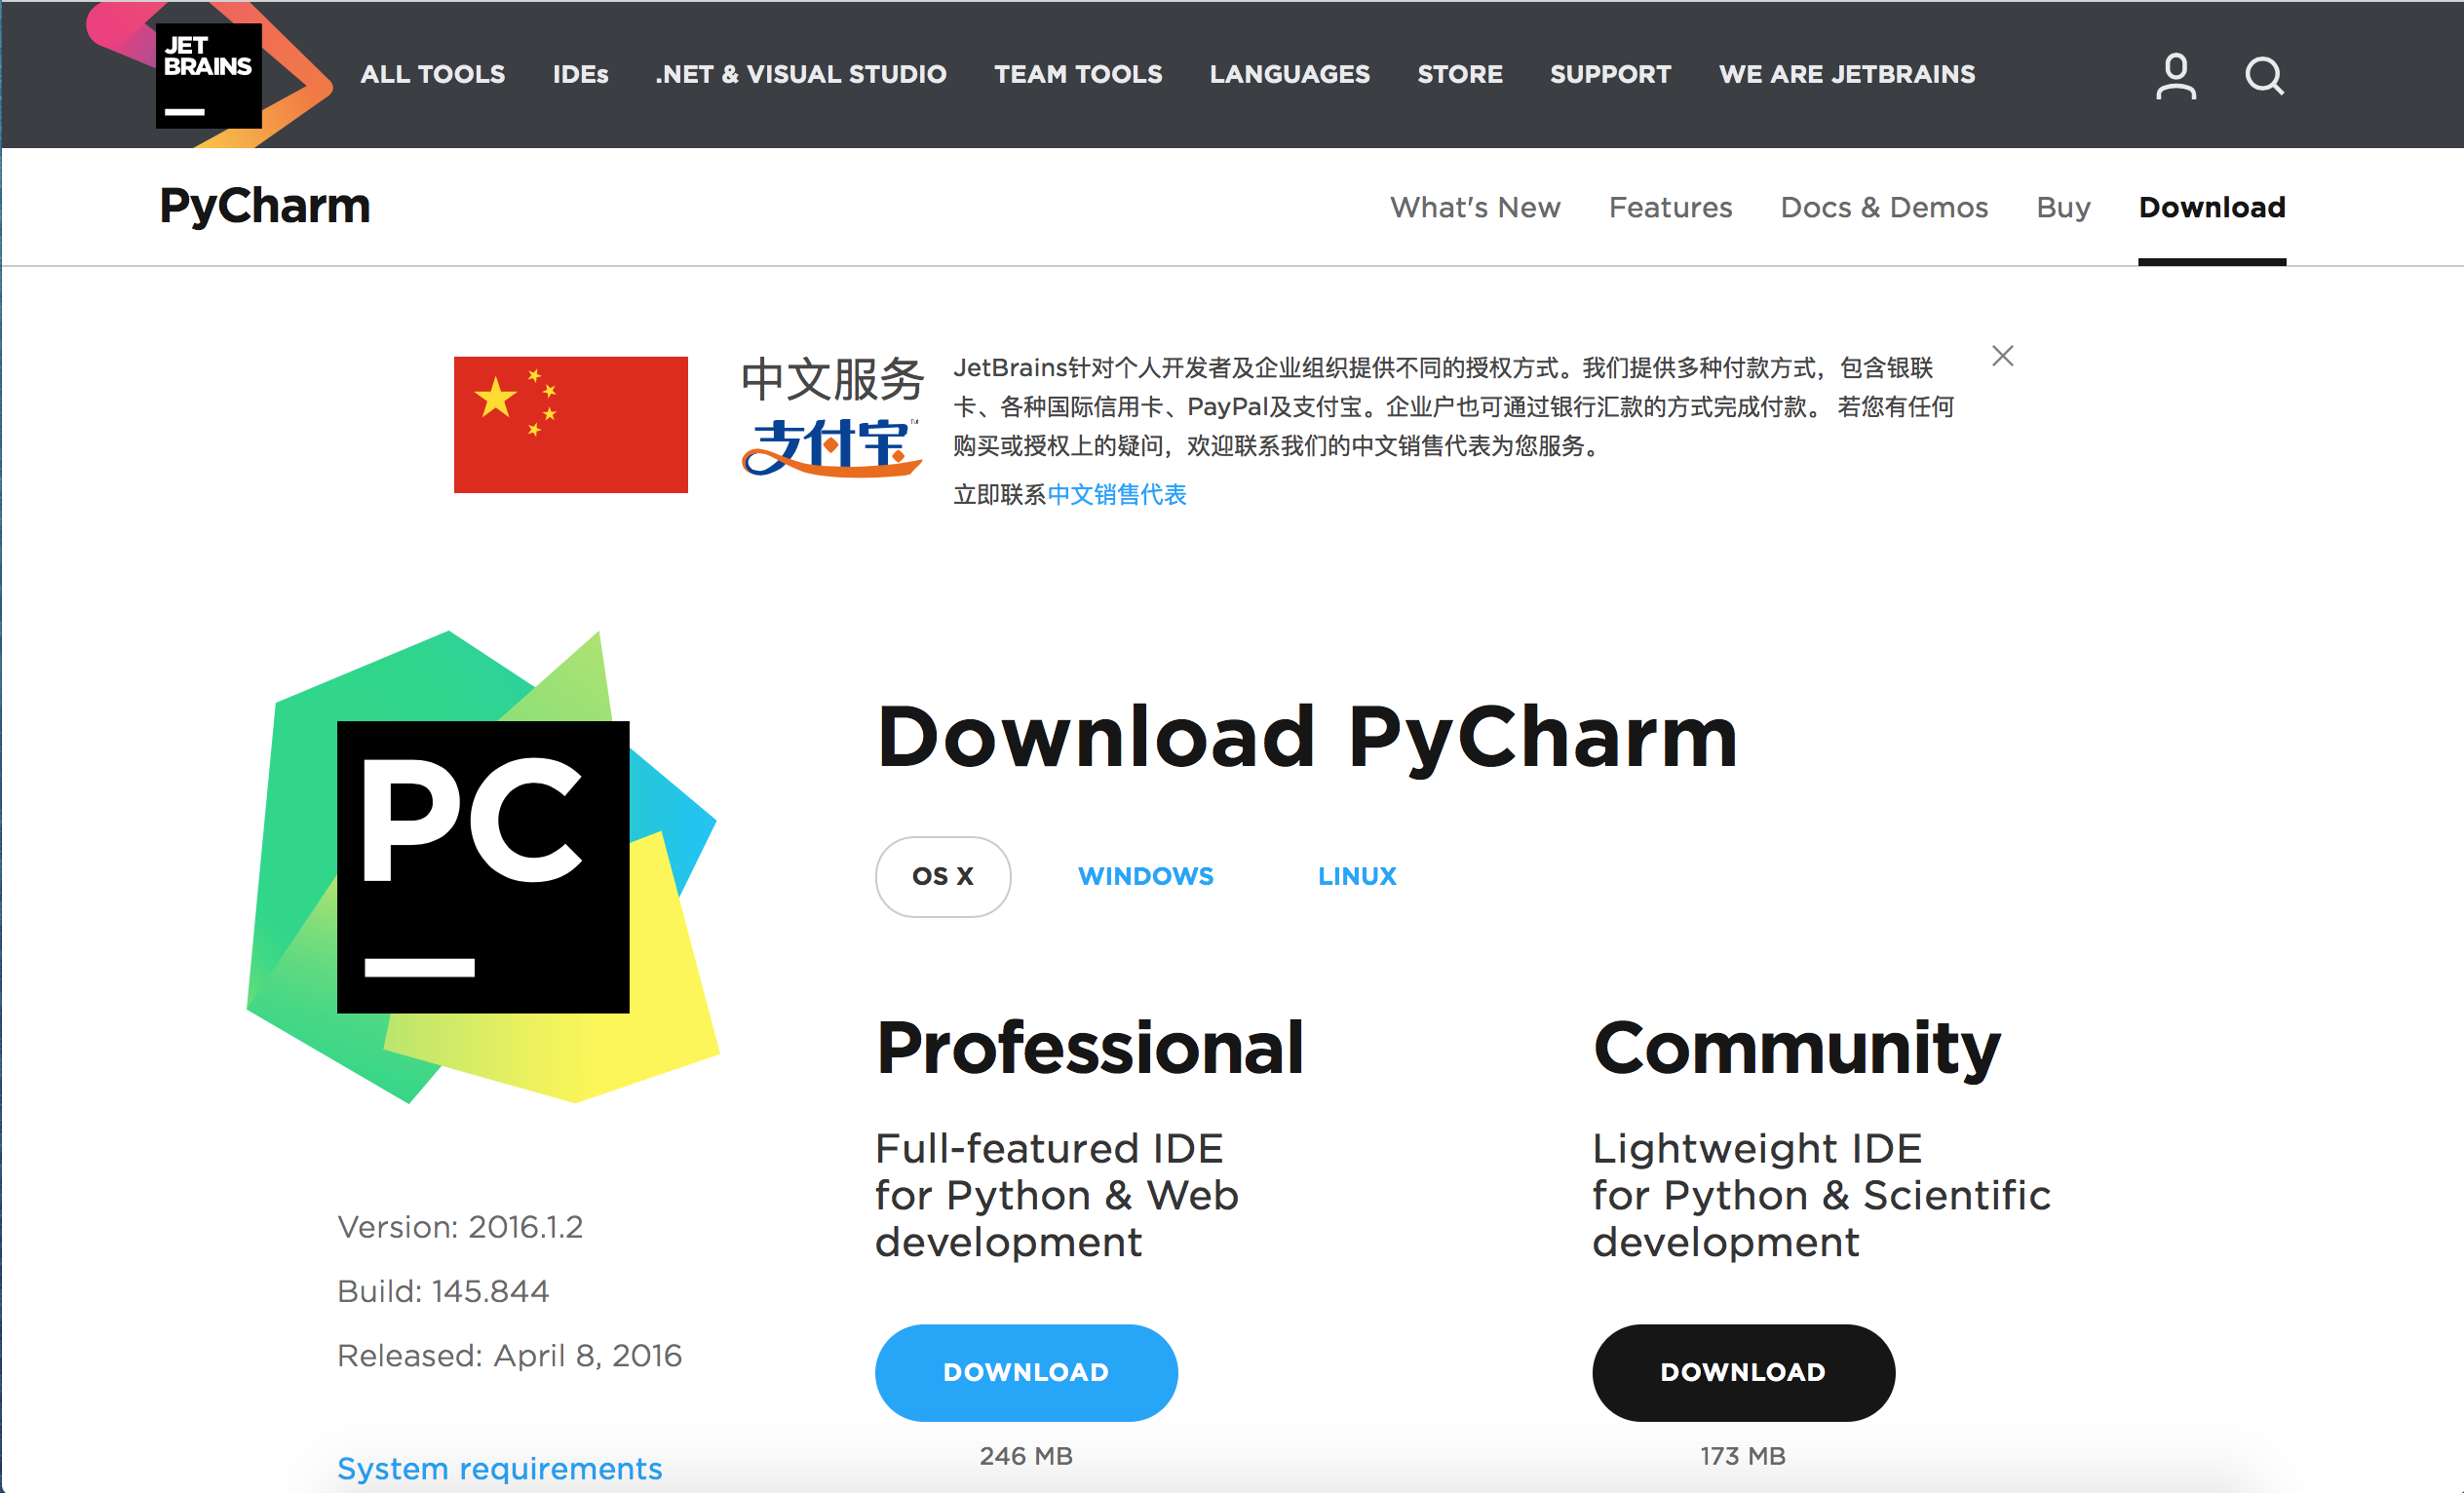 JET
BRAINS
ALL TOOLS IDEs .NET & VISUAL STUDIO TEAM TOOLS LANGUAGES STORE SUPPORT WE ARE JETBRAINS
PyCharm
What's New Features Docs & Demos Buy Download
中文服务
支付宝™
JetBrains针对个人开发者及企业组织提供不同的授权方式。我们提供多种付款方式，包含银联
卡、各种国际信用卡、PayPal及支付宝。企业户也可通过银行汇款的方式完成付款。 若您有任何
购买或授权上的疑问，欢迎联系我们的中文销售代表为您服务。
立即联系中文销售代表
PC
Download PyCharm
OS X WINDOWS LINUX
Professional
Full-featured IDE
for Python & Web
development
DOWNLOAD
246 MB
Community
Lightweight IDE
for Python & Scientific
development
DOWNLOAD
173 MB
Version: 2016.1.2
Build: 145.844
Released: April 8, 2016
System requirements